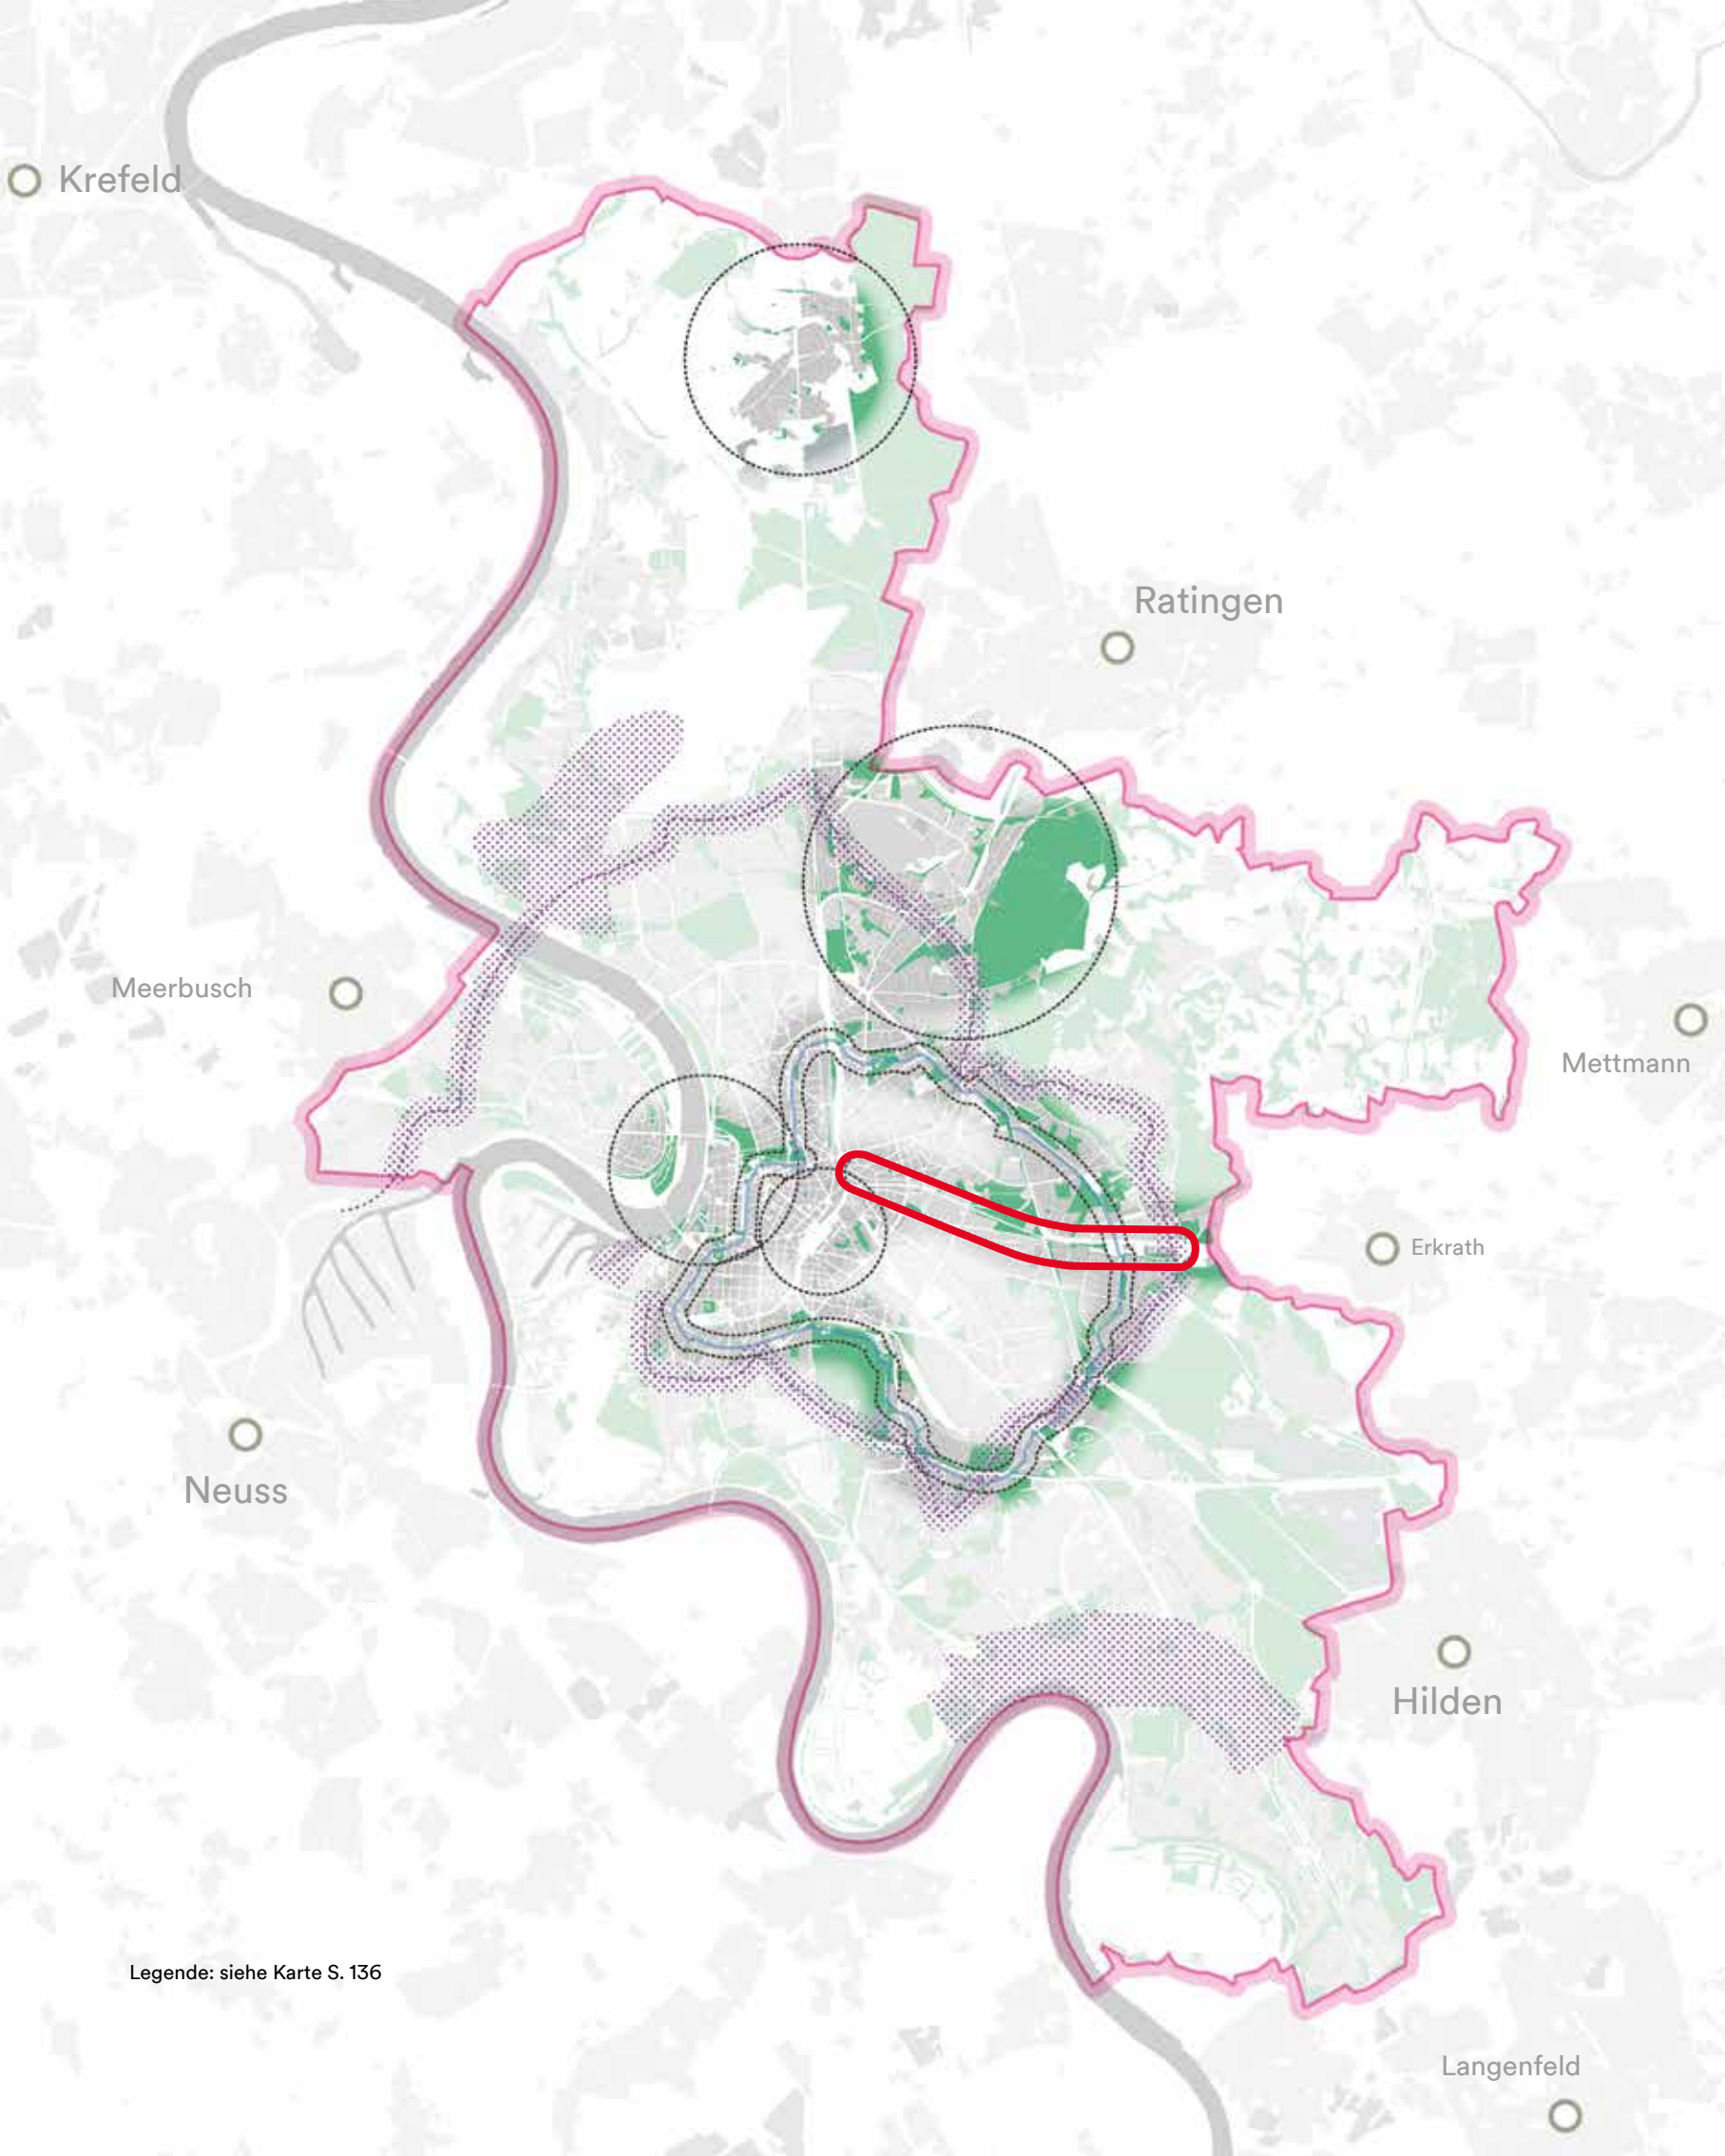 Krefeld
Ratingen
Meerbusch
Mettmann
Erkrath
Neuss
Hilden
Legende: siehe Karte S. 136
Langenfeld